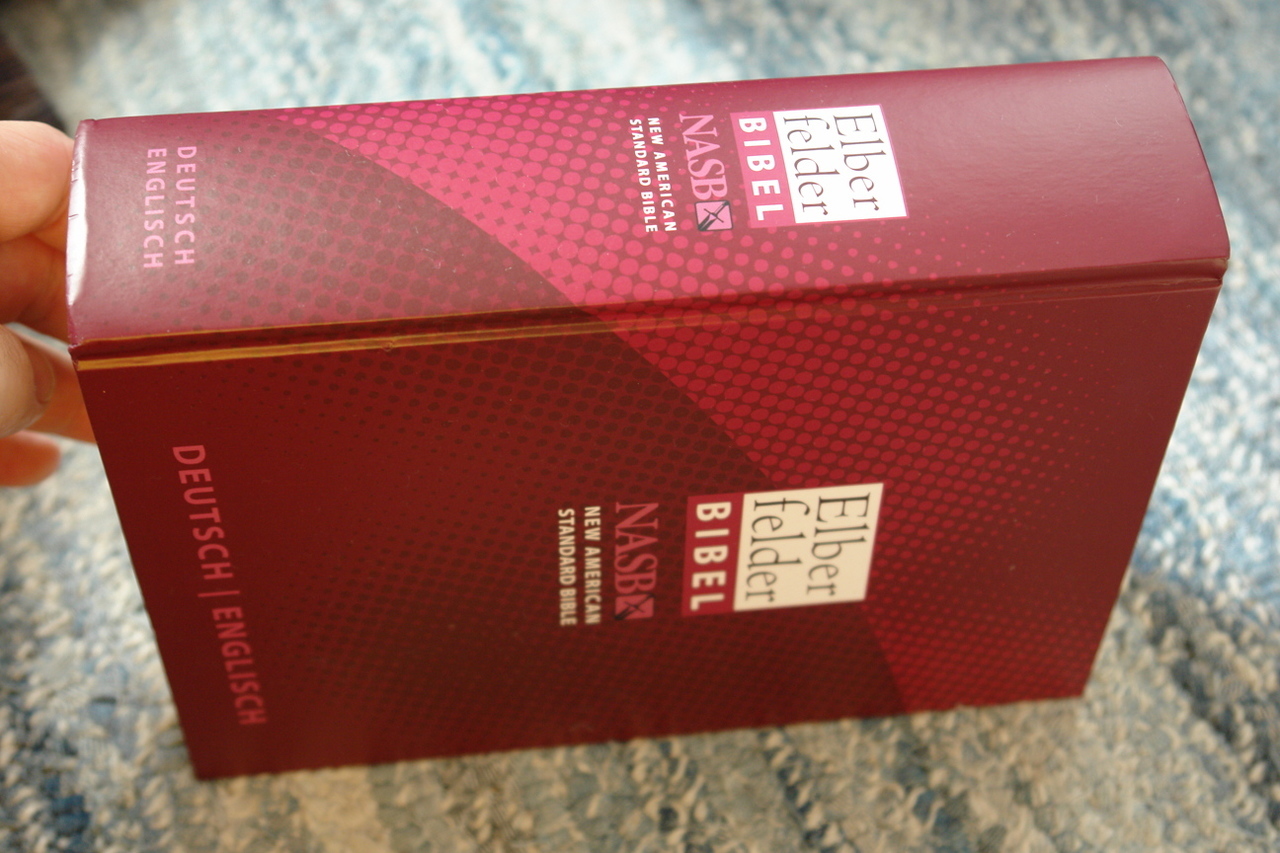 Elber
felder
BIBEL
NASB
NEW AMERICAN
STANDARD BIBLE
DEUTSCH
ENGLISCH
Elber
felder
BIBEL
NASB
NEW AMERICAN
STANDARD BIBLE
DEUTSCH | ENGLISCH